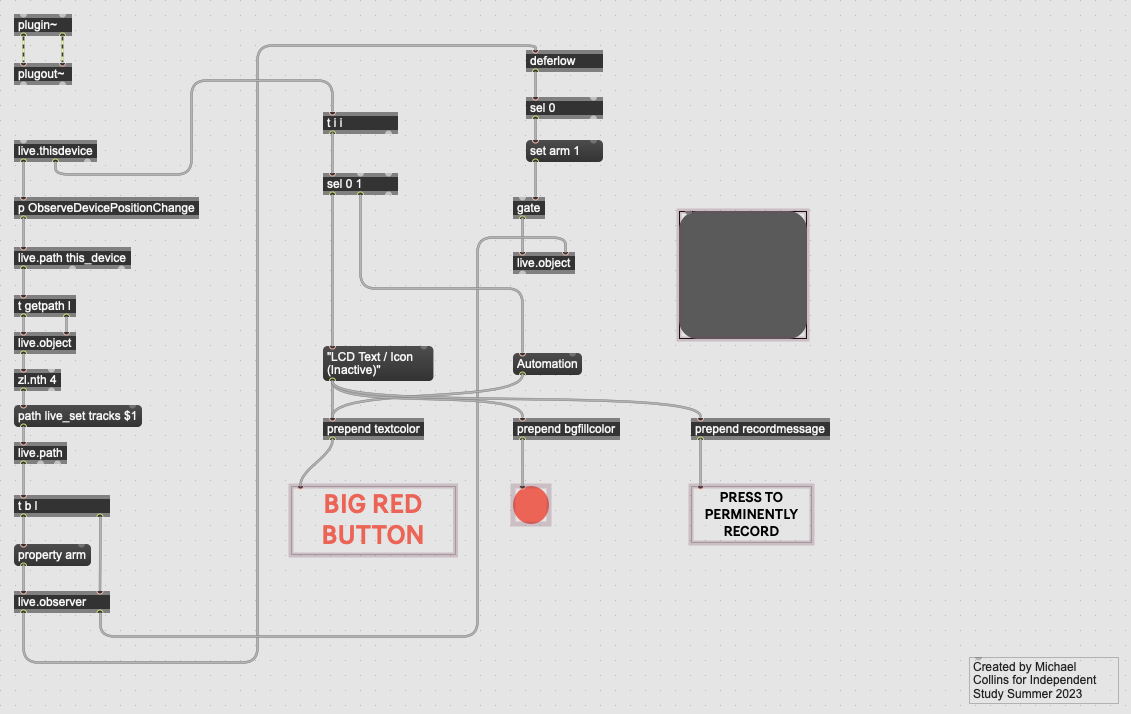 plugin~
plugout~
live.thisdevice
p ObserveDevicePositionChange
live.path this_device
t getpath l
live.object
zl.nth 4
path live_set tracks $1
live.path
t b l
property arm
live.observer
t i i
sel 0 1
"LCD Text / Icon
(Inactive)"
prepend textcolor
BIG RED
BUTTON
deferlow
sel 0
set arm 1
gate
live.object
Automation
prepend bgfillcolor
prepend recordmessage
PRESS TO
PERMINENTLY
RECORD
Created by Michael
Collins for Independent
Study Summer 2023